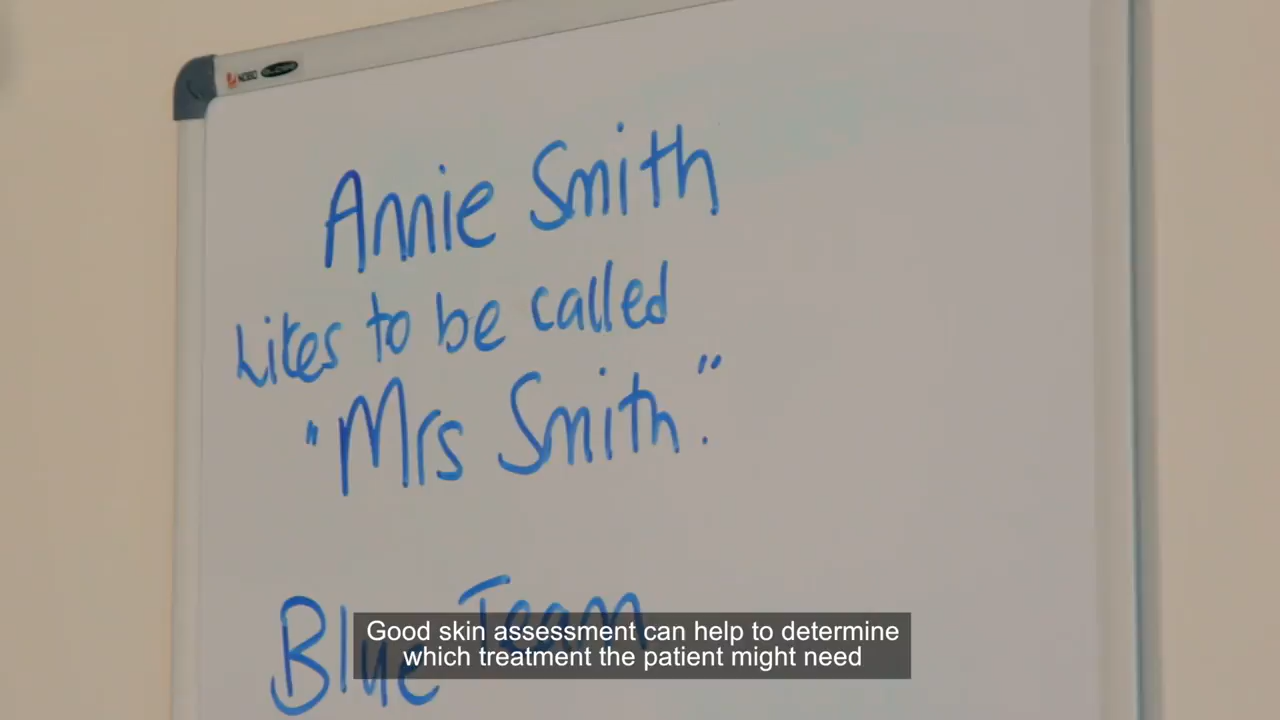 NOBO
Annie Smith
Likes to be called
"Mrs Smith."
Blue Team
Good skin assessment can help to determine
which treatment the patient might need